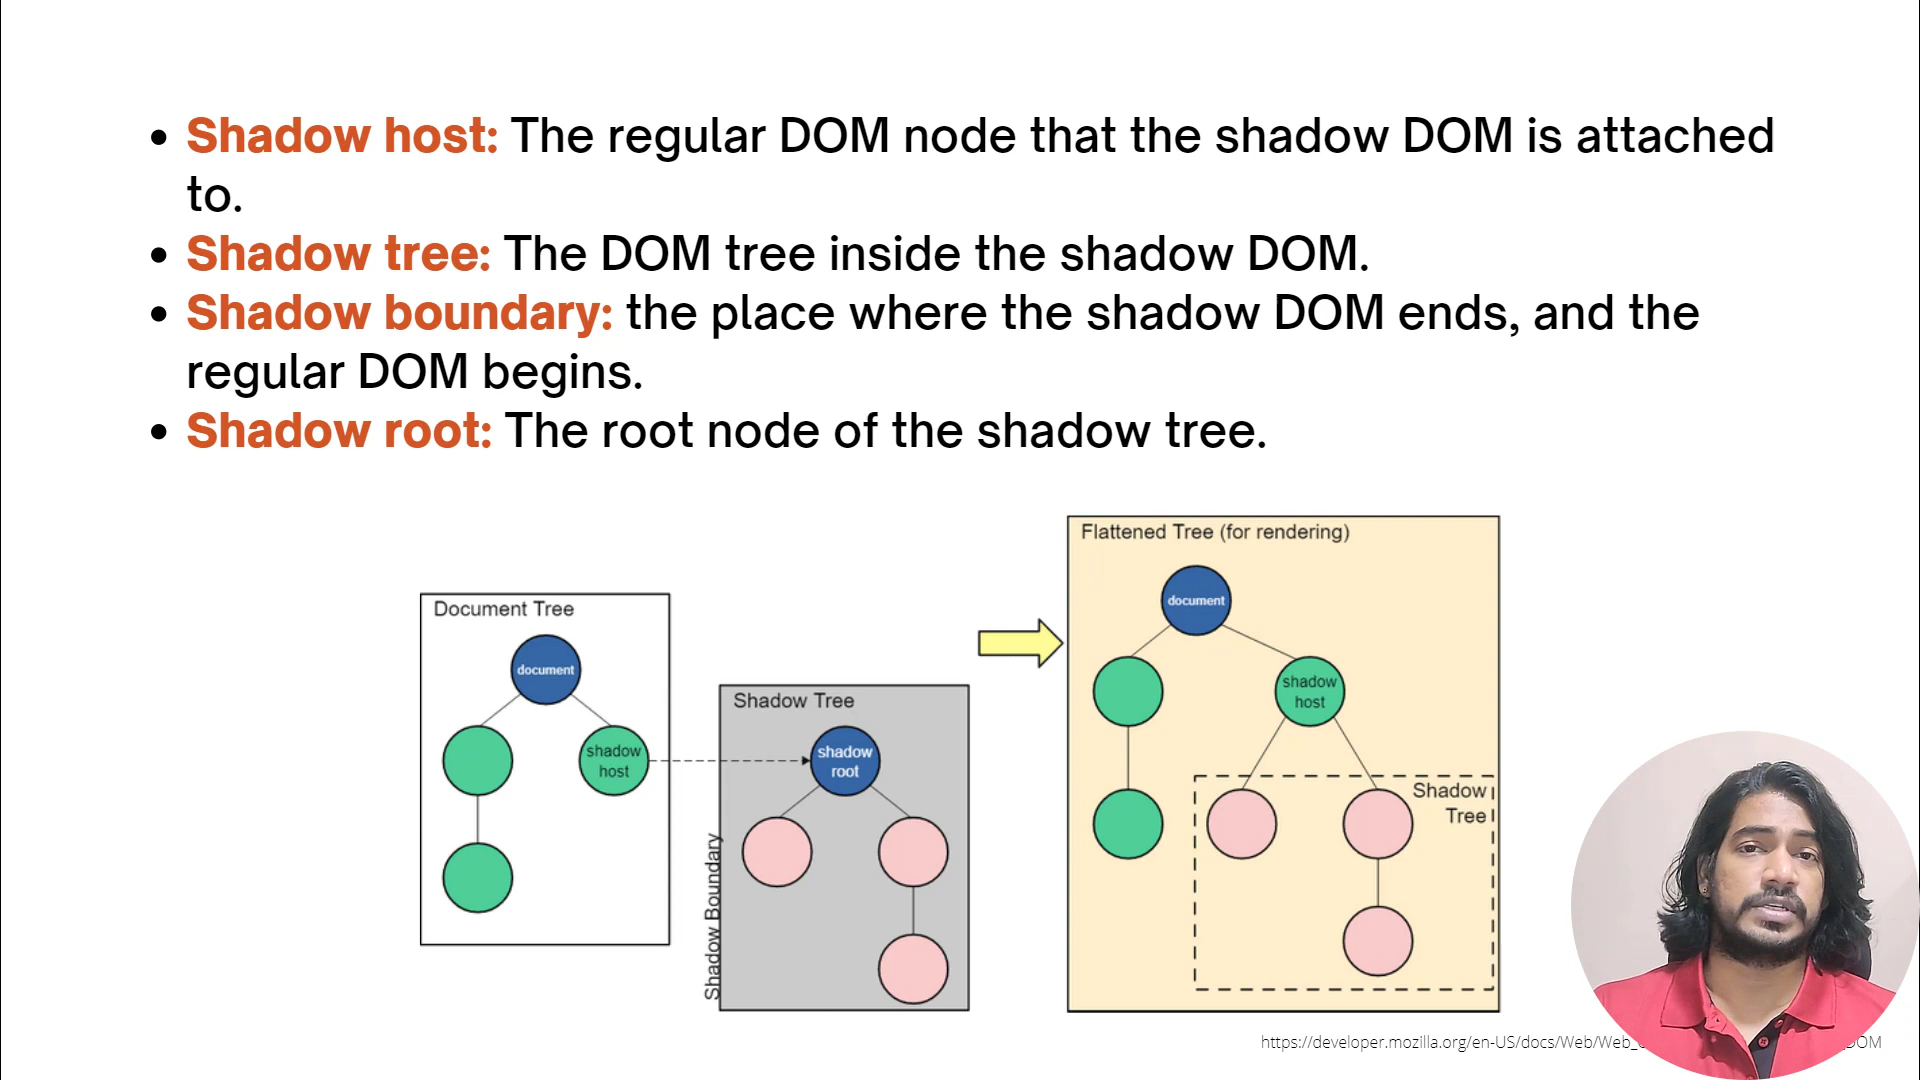 Shadow host: The regular DOM node that the shadow DOM is attached
to.
Shadow tree: The DOM tree inside the shadow DOM.
Shadow boundary: the place where the shadow DOM ends, and the
regular DOM begins.
Shadow root: The root node of the shadow tree.
Document Tree
document
shadow
host
Shadow Boundary
Shadow Tree
shadow
root
Flattened Tree (for rendering)
document
shadow
host
Shadow
Tree
https://developer.mozilla.org/en-US/docs/Web/Web_ DOM